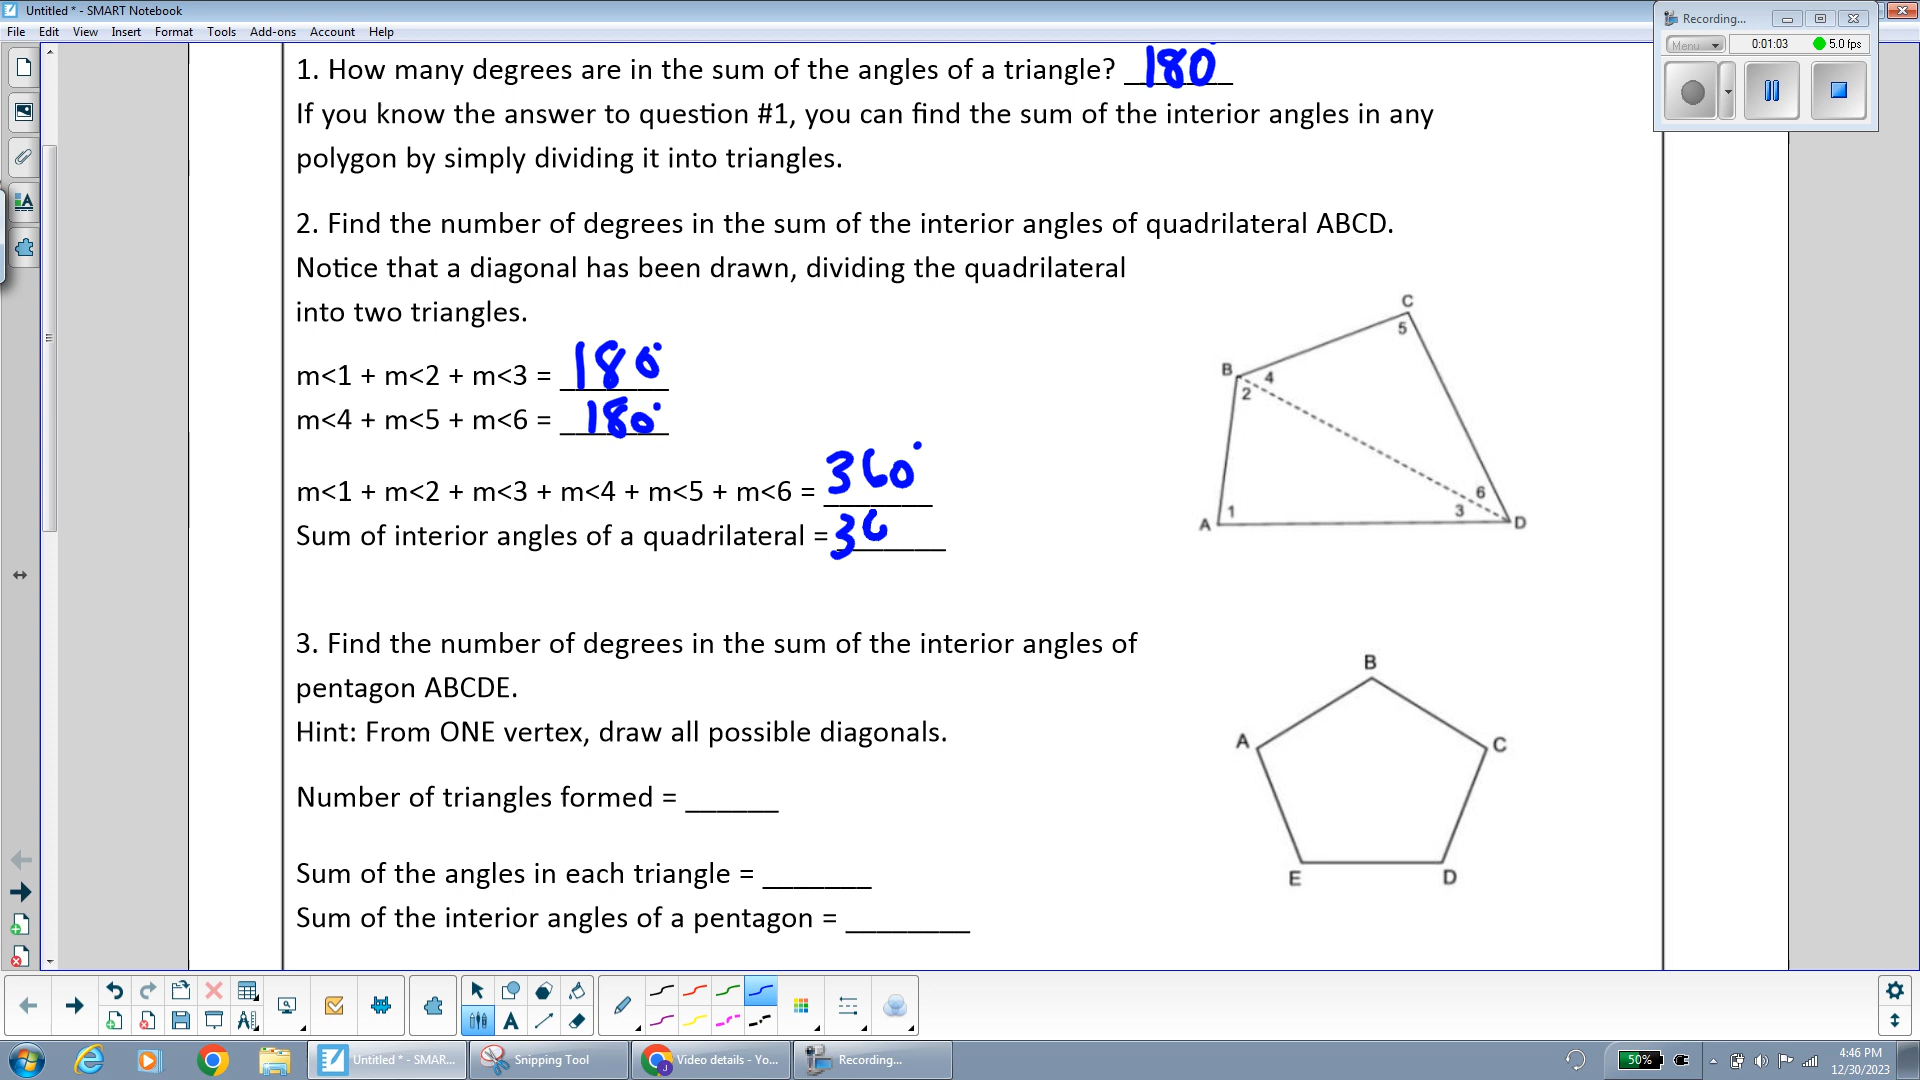 Untitled * - SMART Notebook
File Edit View Insert Format Tools Add-ons Account Help
Recording...
Menu 0:01:03 5.0 fps
1. How many degrees are in the sum of the angles of a triangle? 180°
If you know the answer to question #1, you can find the sum of the interior angles in any
polygon by simply dividing it into triangles.
2. Find the number of degrees in the sum of the interior angles of quadrilateral ABCD.
Notice that a diagonal has been drawn, dividing the quadrilateral
into two triangles.
m<1 + m<2 + m<3 = 180°
m<4 + m<5 + m<6 = 180°
m<1 + m<2 + m<3 + m<4 + m<5 + m<6 = 360°
Sum of interior angles of a quadrilateral = 36
C
5
B
4
2
6
1
3
A
D
3. Find the number of degrees in the sum of the interior angles of
pentagon ABCDE.
Hint: From ONE vertex, draw all possible diagonals.
Number of triangles formed = ______
Sum of the angles in each triangle = _______
Sum of the interior angles of a pentagon = ________
B
A
C
E
D
Untitled * - SMAR...
Snipping Tool
Video details - Yo...
Recording...
50%
4:46 PM
12/30/2023